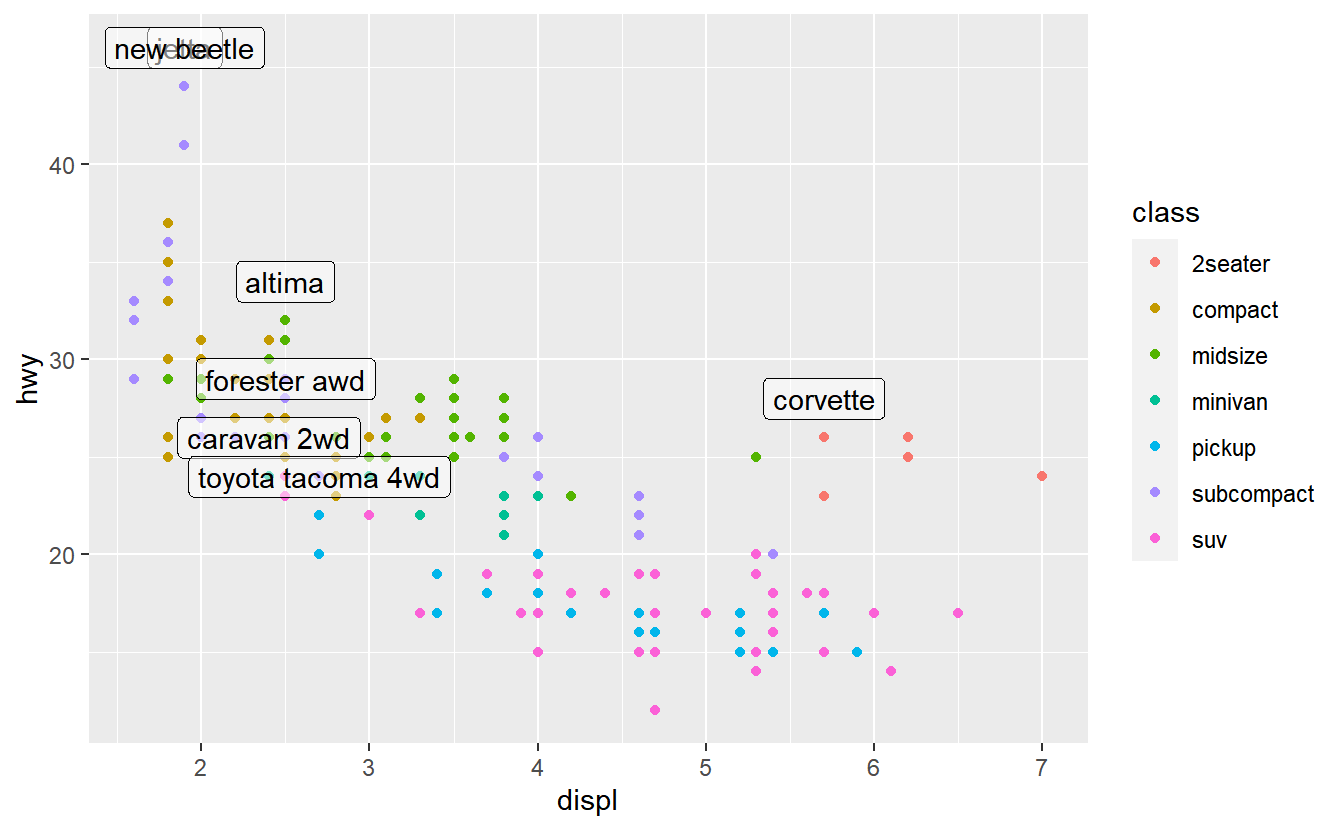 new beetle
jetta
40
altima
class
2seater
compact
midsize
minivan
pickup
subcompact
suv
30
forester awd
corvette
caravan 2wd
toyota tacoma 4wd
20
hwy
2 3 4 5 6 7
displ